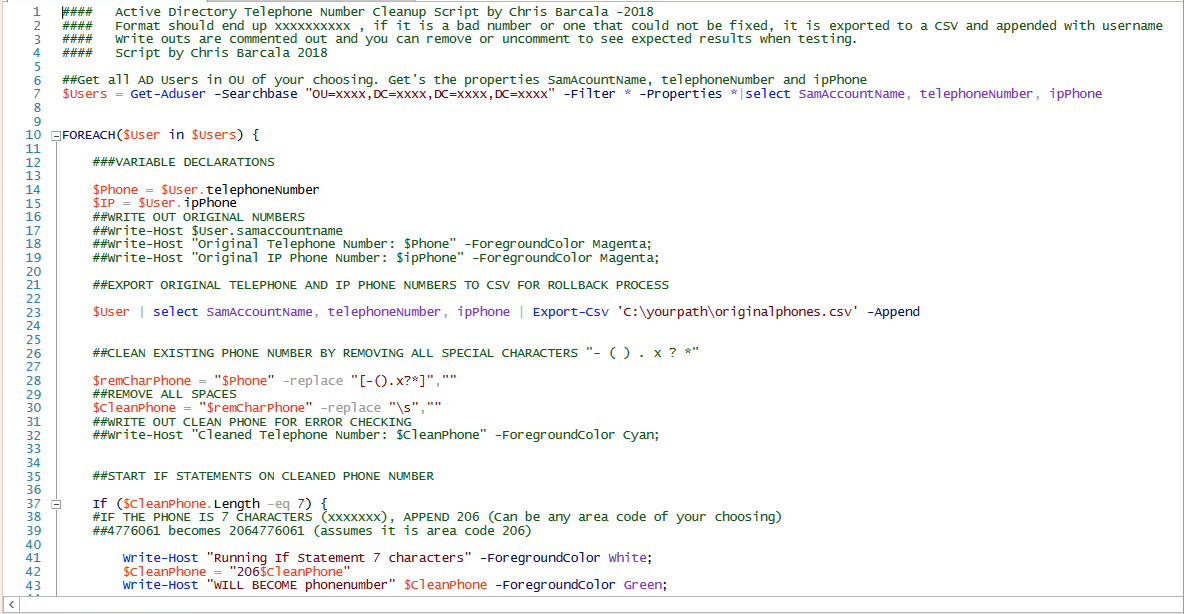 1 ####   Active Directory Telephone Number Cleanup Script by Chris Barcala -2018
2 ####   Format should end up xxxxxxxxxx , if it is a bad number or one that could not be fixed, it is exported to a CSV and appended with username
3 ####   Write outs are commented out and you can remove or uncomment to see expected results when testing.
4 ####   Script by Chris Barcala 2018
5
6 ##Get all AD Users in OU of your choosing. Get's the properties SamAcountName, telephoneNumber and ipPhone
7 $Users = Get-Aduser -Searchbase "OU=xxxx,DC=xxxx,DC=xxxx,DC=xxxx" -Filter * -Properties *|select SamAccountName, telephoneNumber, ipPhone
8
9
10 FOREACH($User in $Users) {
11
12     ###VARIABLE DECLARATIONS
13
14     $Phone = $User.telephoneNumber
15     $IP = $User.ipPhone
16     ##WRITE OUT ORIGINAL NUMBERS
17     ##Write-Host $User.samaccountname
18     ##Write-Host "Original Telephone Number: $Phone" -ForegroundColor Magenta;
19     ##Write-Host "Original IP Phone Number: $ipPhone" -ForegroundColor Magenta;
20
21     ##EXPORT ORIGINAL TELEPHONE AND IP PHONE NUMBERS TO CSV FOR ROLLBACK PROCESS
22
23     $User | select SamAccountName, telephoneNumber, ipPhone | Export-Csv 'C:\yourpath\originalphones.csv' -Append
24
25
26     ##CLEAN EXISTING PHONE NUMBER BY REMOVING ALL SPECIAL CHARACTERS "- ( ) . x ? *"
27
28     $remCharPhone = "$Phone" -replace "[-().x?*]",""
29     ##REMOVE ALL SPACES
30     $CleanPhone = "$remCharPhone" -replace "\s",""
31     ##WRITE OUT CLEAN PHONE FOR ERROR CHECKING
32     ##Write-Host "Cleaned Telephone Number: $CleanPhone" -ForegroundColor Cyan;
33
34
35     ##START IF STATEMENTS ON CLEANED PHONE NUMBER
36
37     If ($CleanPhone.Length -eq 7) {
38     #IF THE PHONE IS 7 CHARACTERS (xxxxxxx), APPEND 206 (Can be any area code of your choosing)
39     ##4776061 becomes 2064776061 (assumes it is area code 206)
40
41         Write-Host "Running If Statement 7 characters" -ForegroundColor White;
42         $CleanPhone = "206$CleanPhone"
43         Write-Host "WILL BECOME phonenumber" $CleanPhone -ForegroundColor Green;